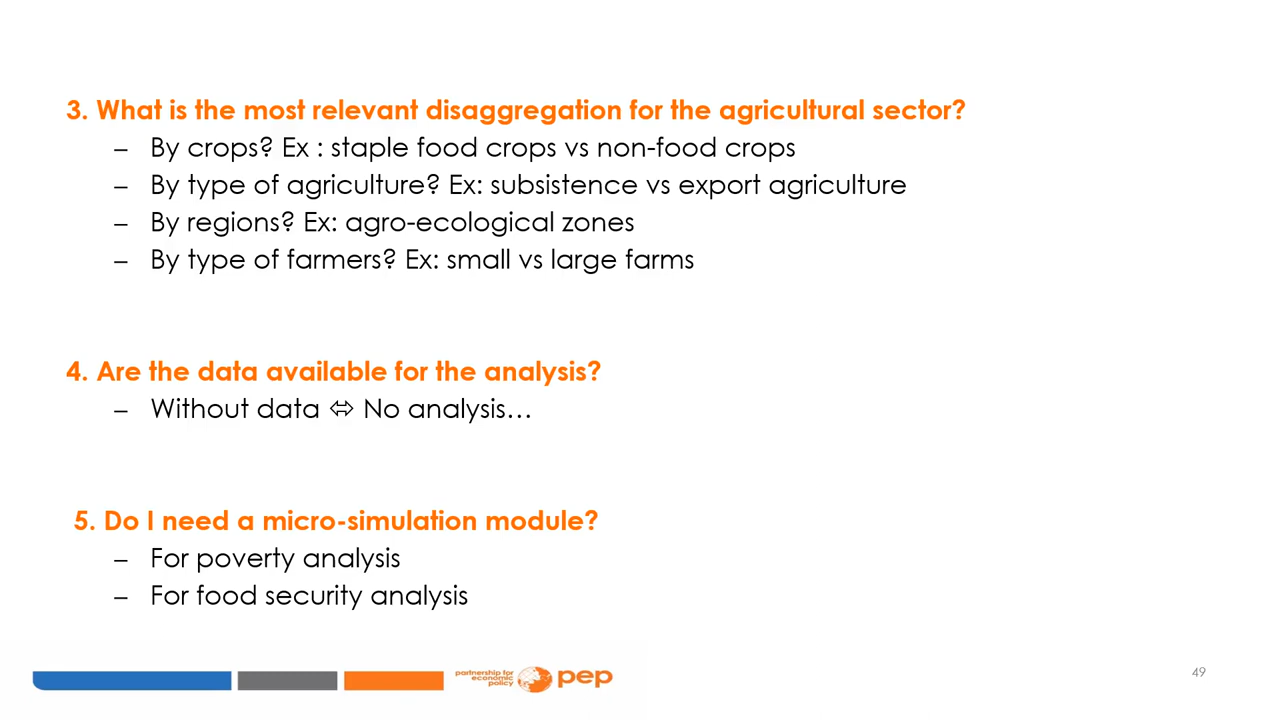 3. What is the most relevant disaggregation for the agricultural sector?
– By crops? Ex : staple food crops vs non-food crops
– By type of agriculture? Ex: subsistence vs export agriculture
– By regions? Ex: agro-ecological zones
– By type of farmers? Ex: small vs large farms
4. Are the data available for the analysis?
– Without data ⬄ No analysis…
5. Do I need a micro-simulation module?
– For poverty analysis
– For food security analysis
partnership for
economic
policy
pep
49